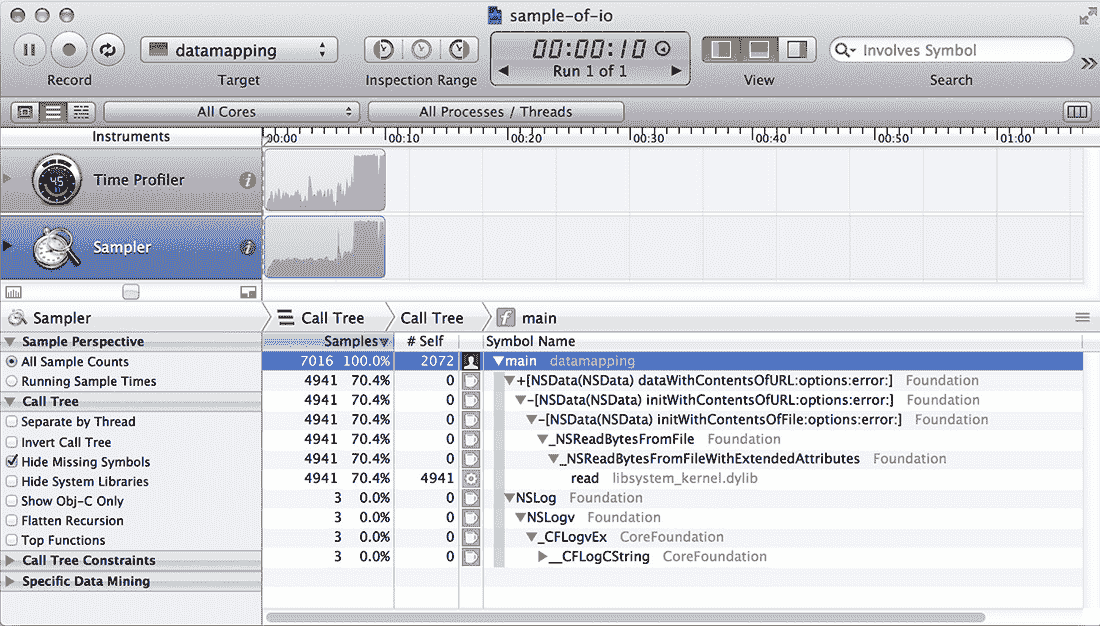 sample-of-io
datamapping
00:00:10
Run 1 of 1
Involves Symbol
Record
Target
Inspection Range
View
Search
All Cores
All Processes / Threads
Instruments
00:00 00:10 00:20 00:30 00:40 00:50 01:00
45
Time Profiler
Sampler
Sampler
Call Tree
Call Tree
f main
Sample Perspective
Samples # Self Symbol Name
All Sample Counts
7016 100.0% 2072 main datamapping
Running Sample Times
4941 70.4% 0 +[NSData(NSData) dataWithContentsOfURL:options:error:] Foundation
Call Tree
4941 70.4% 0 -[NSData(NSData) initWithContentsOfURL:options:error:] Foundation
Separate by Thread
4941 70.4% 0 -[NSData(NSData) initWithContentsOfFile:options:error:] Foundation
Invert Call Tree
4941 70.4% 0 _NSReadBytesFromFile Foundation
Hide Missing Symbols
4941 70.4% 0 _NSReadBytesFromFileWithExtendedAttributes Foundation
Hide System Libraries
4941 70.4% 4941 read libsystem_kernel.dylib
Show Obj-C Only
3 0.0% 0 NSLog Foundation
Flatten Recursion
3 0.0% 0 NSLogv Foundation
Top Functions
3 0.0% 0 _CFLogvEx CoreFoundation
Call Tree Constraints
3 0.0% 0 __CFLogCString CoreFoundation
Specific Data Mining